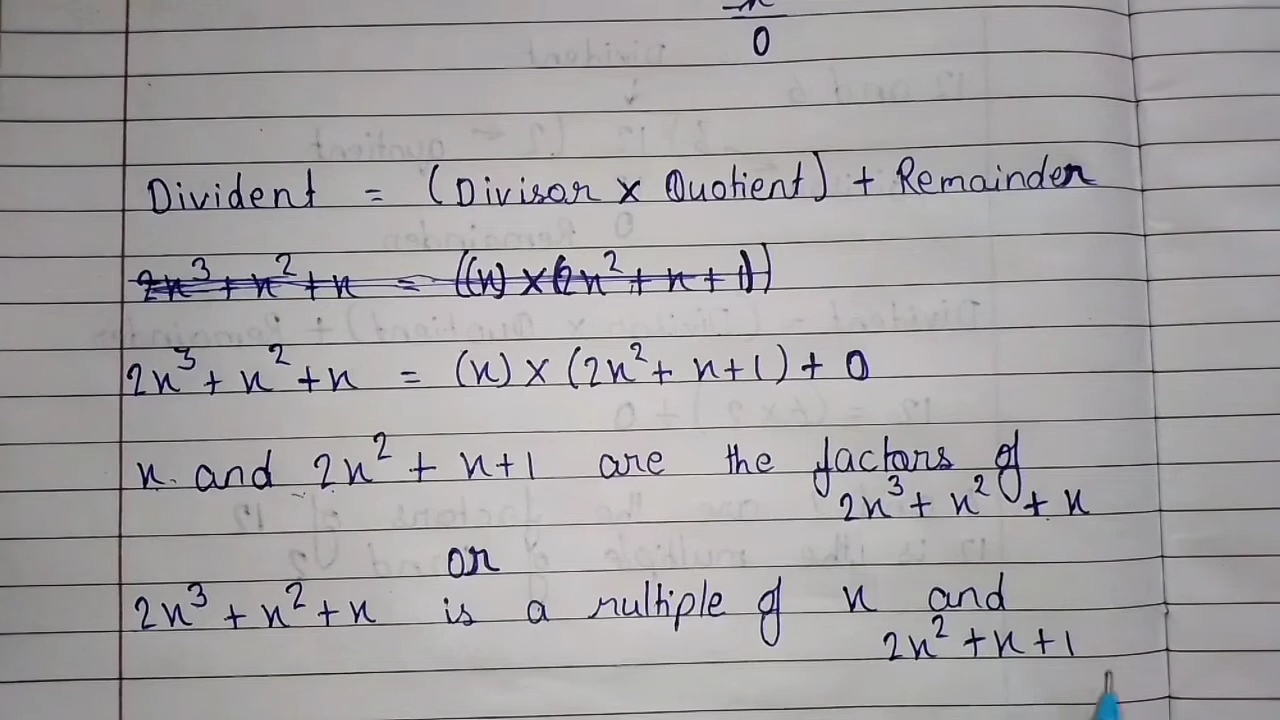 0
Divident = (Divisor × Quotient) + Remainder
2x³ + x² + x = ((x) × (2x² + x + 1))
2x³ + x² + x = (x) × (2x² + x + 1) + 0
x and 2x² + x + 1 are the factors of
2x³ + x² + x
or
2x³ + x² + x is a multiple of x and
2x² + x + 1